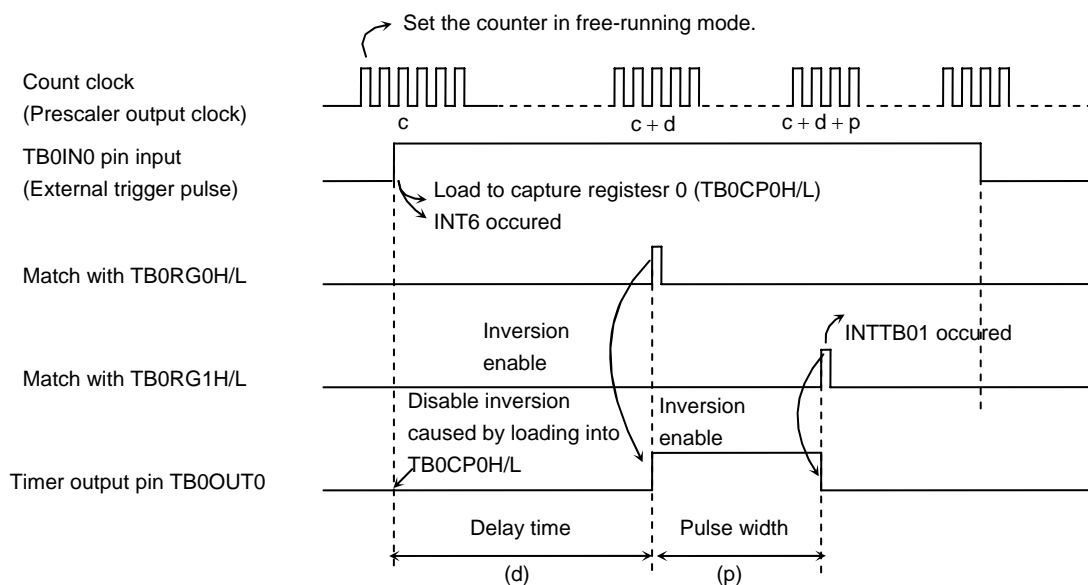 Set the counter in free-running mode.
Count clock
(Prescaler output clock)
c
c + d
c + d + p
TB0IN0 pin input
(External trigger pulse)
Load to capture registesr 0 (TB0CP0H/L)
INT6 occured
Match with TB0RG0H/L
Inversion
enable
INTTB01 occured
Match with TB0RG1H/L
Disable inversion
caused by loading into
TB0CP0H/L
Inversion
enable
Timer output pin TB0OUT0
Delay time
Pulse width
(d)
(p)